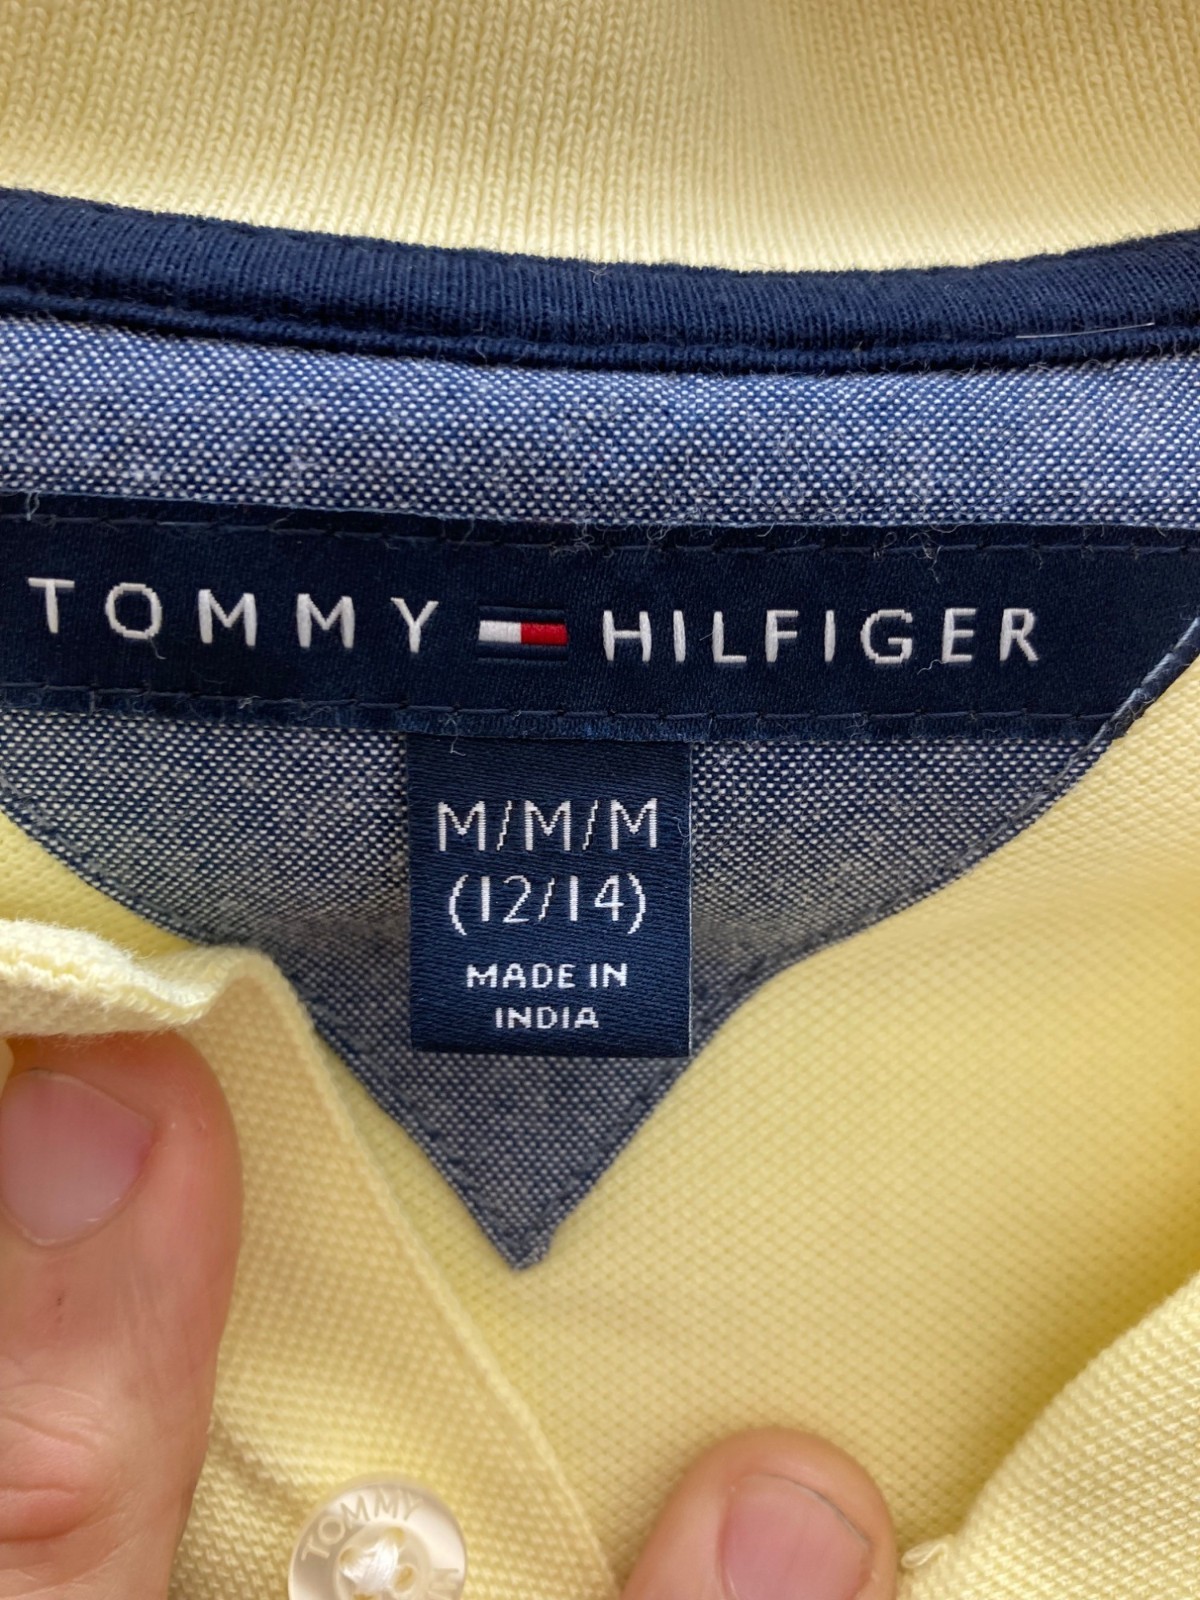 TOMMY HILFIGER
M/M/M
(12/14)
MADE IN
INDIA
TOMMY